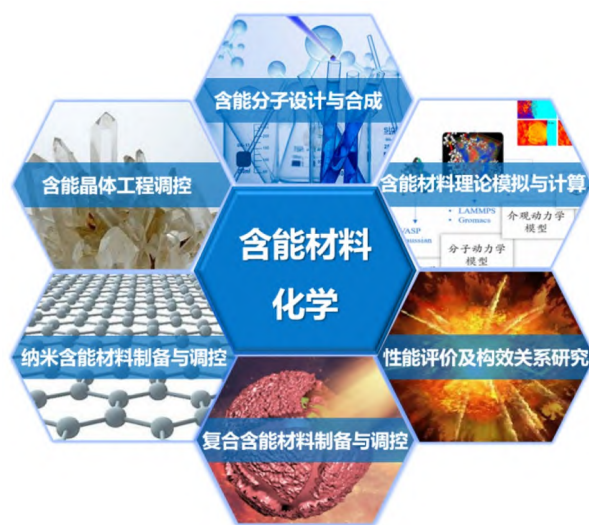 含能分子设计与合成
含能晶体工程调控
含能材料理论模拟与计算
LAMMPS
Gromacs
VASP
Gaussian
介观动力学
模型
分子动力学
模型
含能材料
化学
纳米含能材料制备与调控
性能评价及构效关系研究
复合含能材料制备与调控